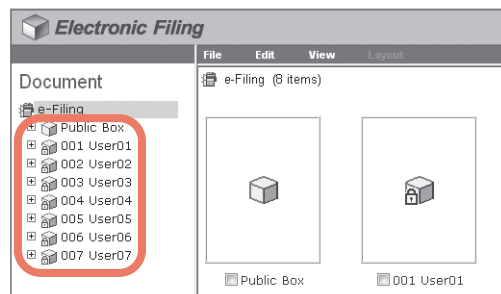 Electronic Filing
File Edit View Layout
Document
e-Filing (8 items)
e-Filing
Public Box
001 User01
002 User02
003 User03
004 User04
005 User05
006 User06
007 User07
Public Box
001 User01